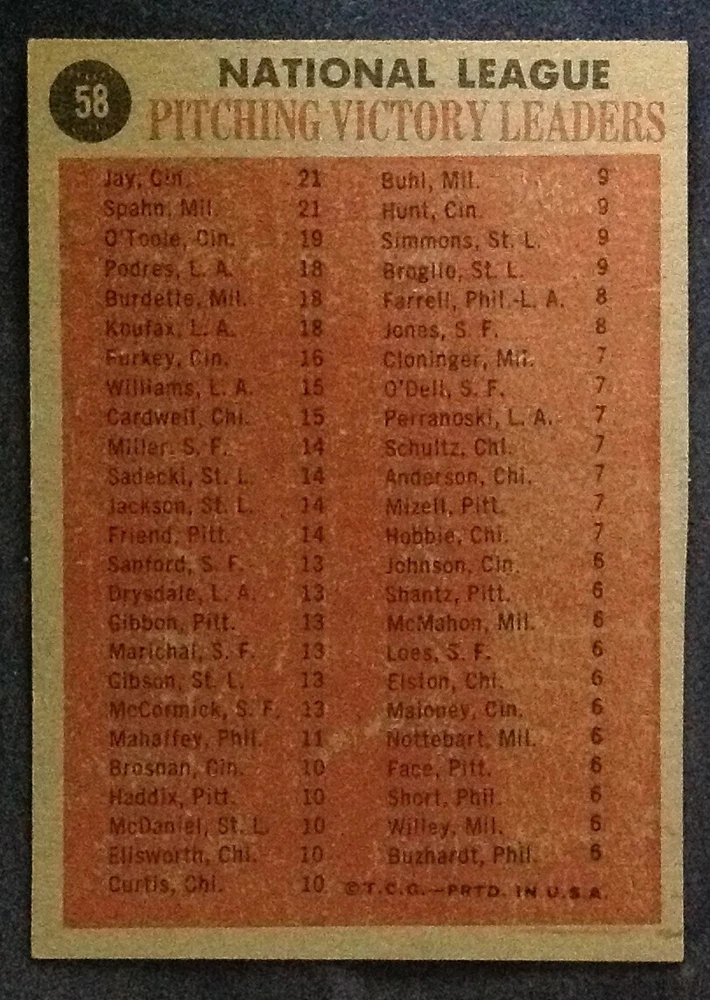 58
NATIONAL LEAGUE
PITCHING VICTORY LEADERS
Jay, Cin. 21
Spahn, Mil. 21
O'Toole, Cin. 19
Podres, L. A. 18
Burdette, Mil. 18
Koufax, L. A. 18
Purkey, Cin. 16
Williams, L. A. 15
Cardwell, Chi. 15
Miller, S. F. 14
Sadecki, St. L. 14
Jackson, St. L. 14
Friend, Pitt. 14
Sanford, S. F. 13
Drysdale, L. A. 13
Gibbon, Pitt. 13
Marichal, S. F. 13
Gibson, St. L. 13
McCormick, S. F. 13
Mahaffey, Phil. 11
Brosnan, Cin. 10
Haddix, Pitt. 10
McDaniel, St. L. 10
Ellsworth, Chi. 10
Curtis, Chi. 10
Buhl, Mil. 9
Hunt, Cin. 9
Simmons, St. L. 9
Broglio, St. L. 9
Farrell, Phil.-L. A. 8
Jones, S. F. 8
Cloninger, Mil. 7
O'Dell, S. F. 7
Perranoski, L. A. 7
Schultz, Chi. 7
Anderson, Chi. 7
Mizell, Pitt. 7
Hobbie, Chi. 7
Johnson, Cin. 6
Shantz, Pitt. 6
McMahon, Mil. 6
Loes, S. F. 6
Elston, Chi. 6
Maloney, Cin. 6
Nottebart, Mil. 6
Face, Pitt. 6
Short, Phil. 6
Willey, Mil. 6
Buzhardt, Phil. 6
©T.C.G.—PRTD. IN U.S.A.